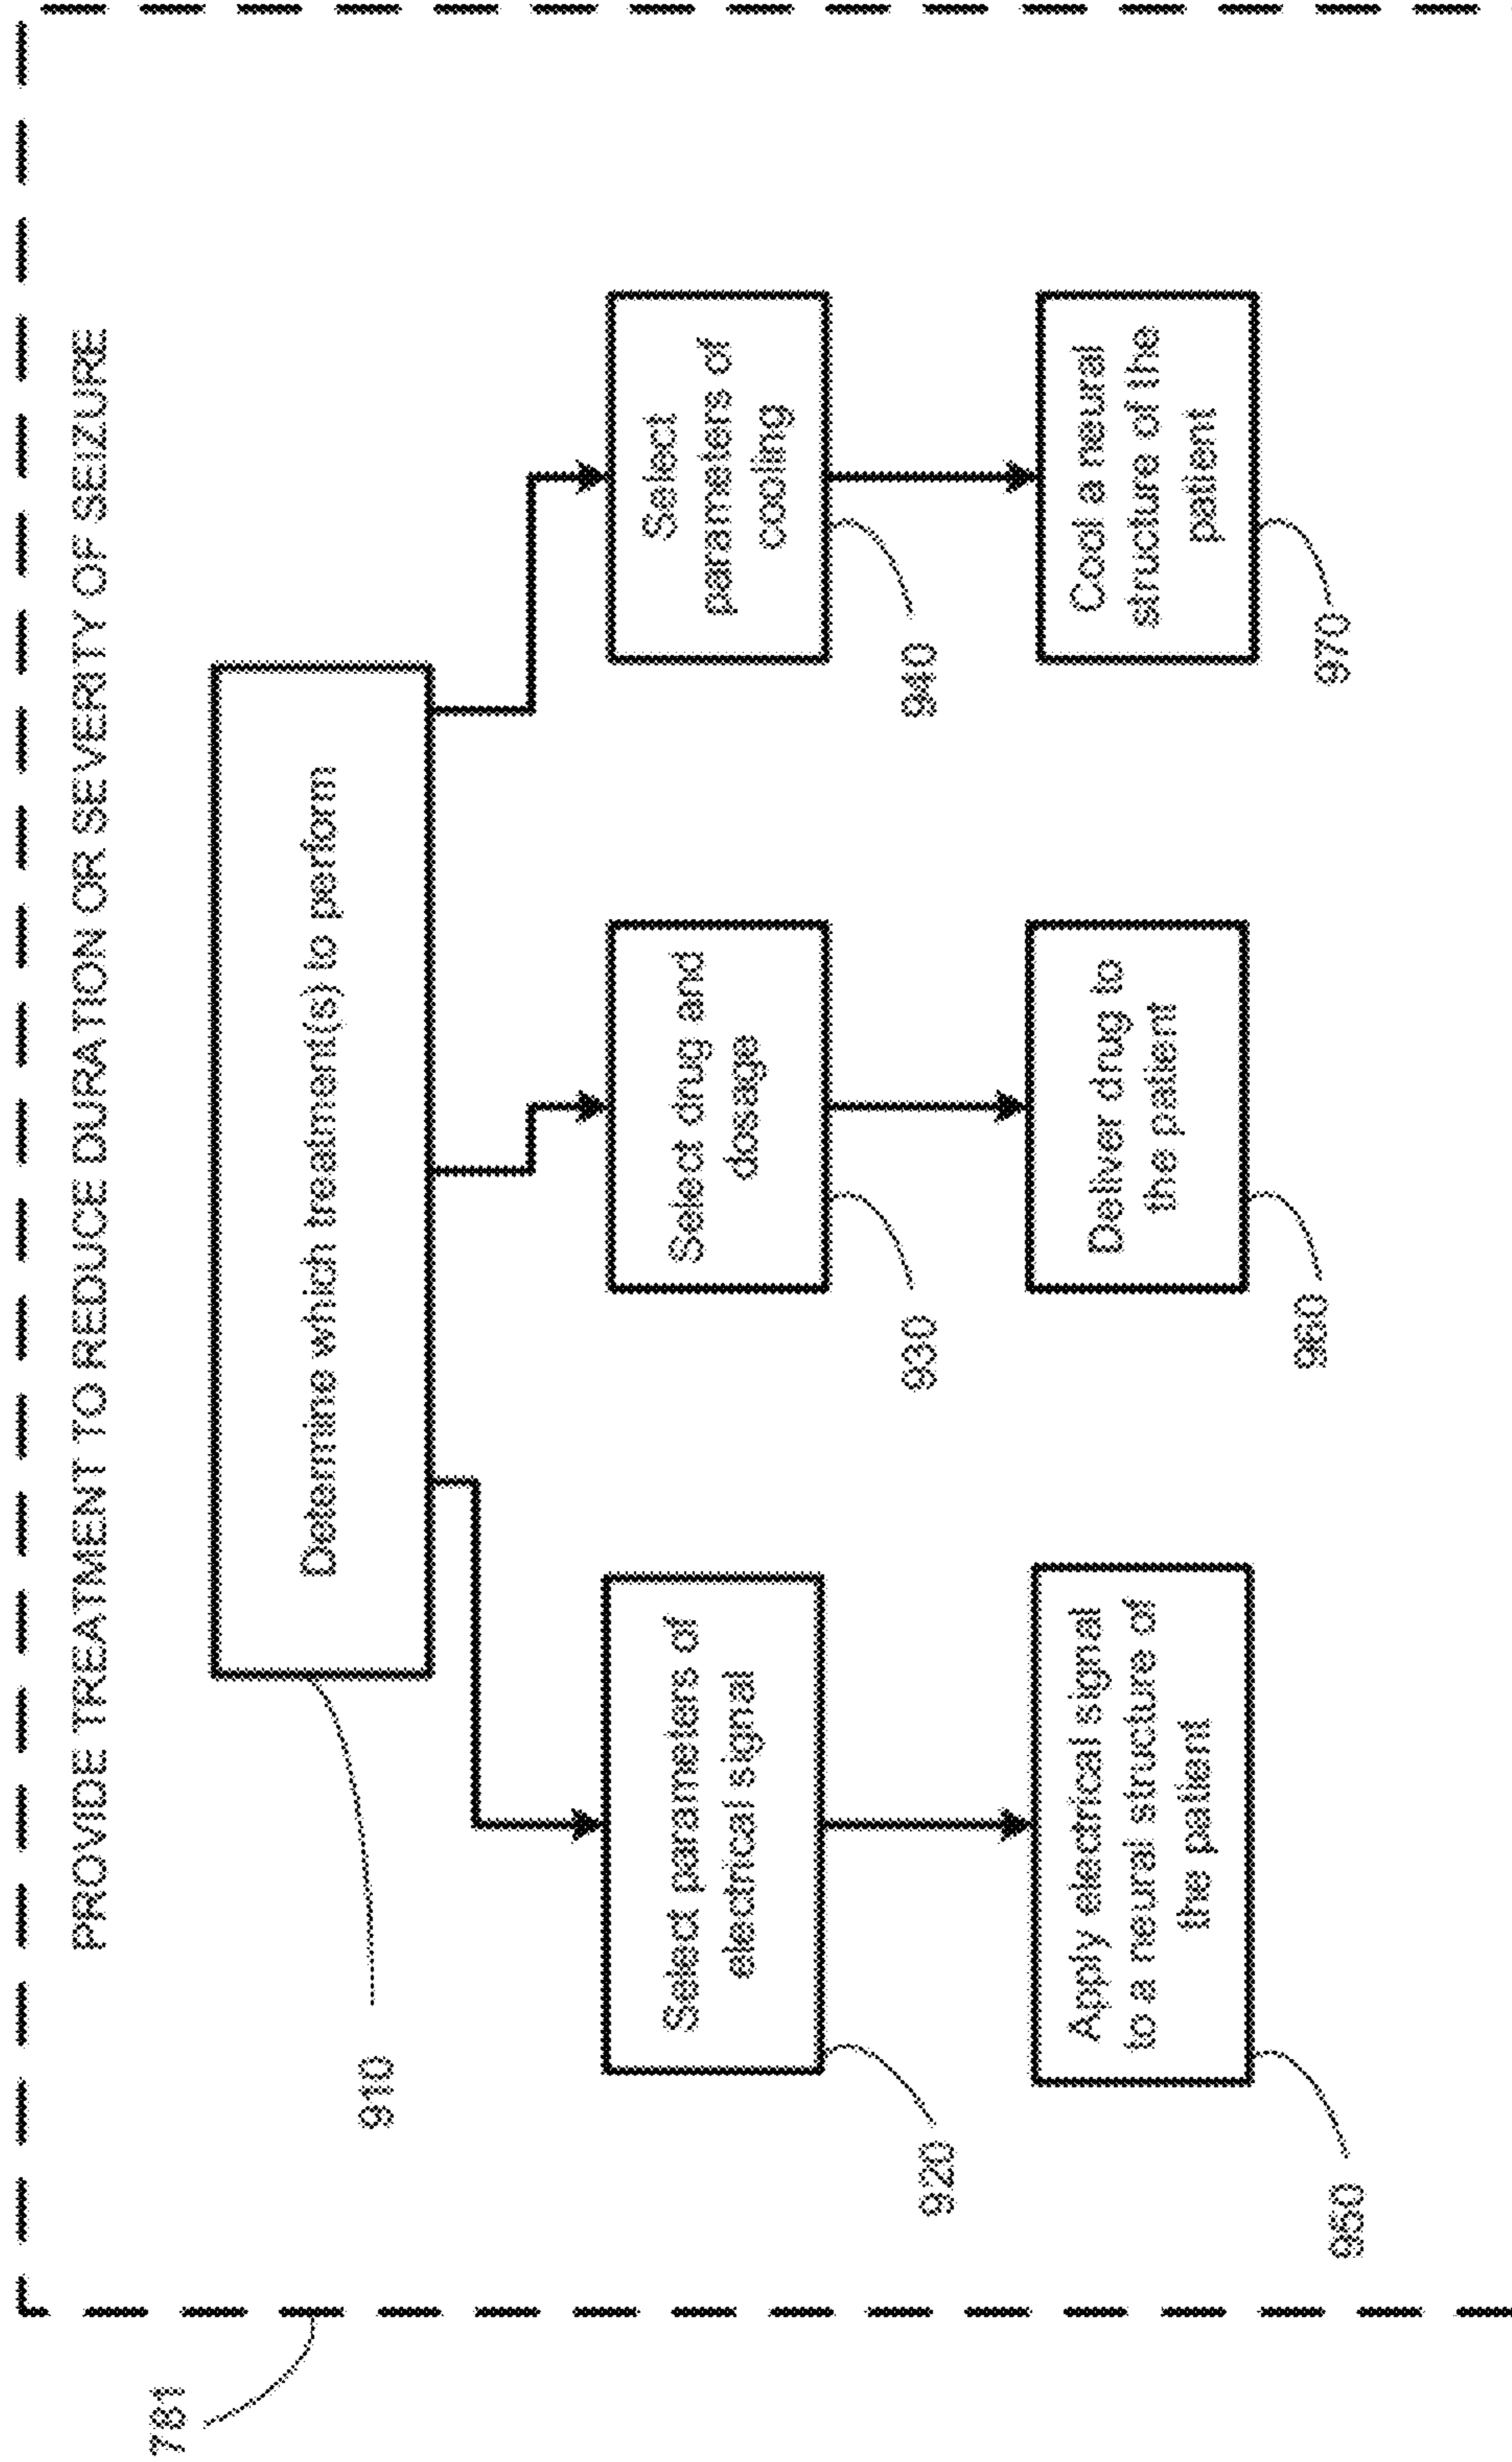 781
PROVIDE TREATMENT TO REDUCE DURATION OR SEVERITY OF SEIZURE
910
Determine which treatment(s) to perform
Select parameters of
electrical signal
920
Select drug and
dosage
930
Select
parameters of
cooling
940
Apply electrical signal
to a neural structure of
the patient
950
Deliver drug to
the patient
960
Cool a neural
structure of the
patient
970